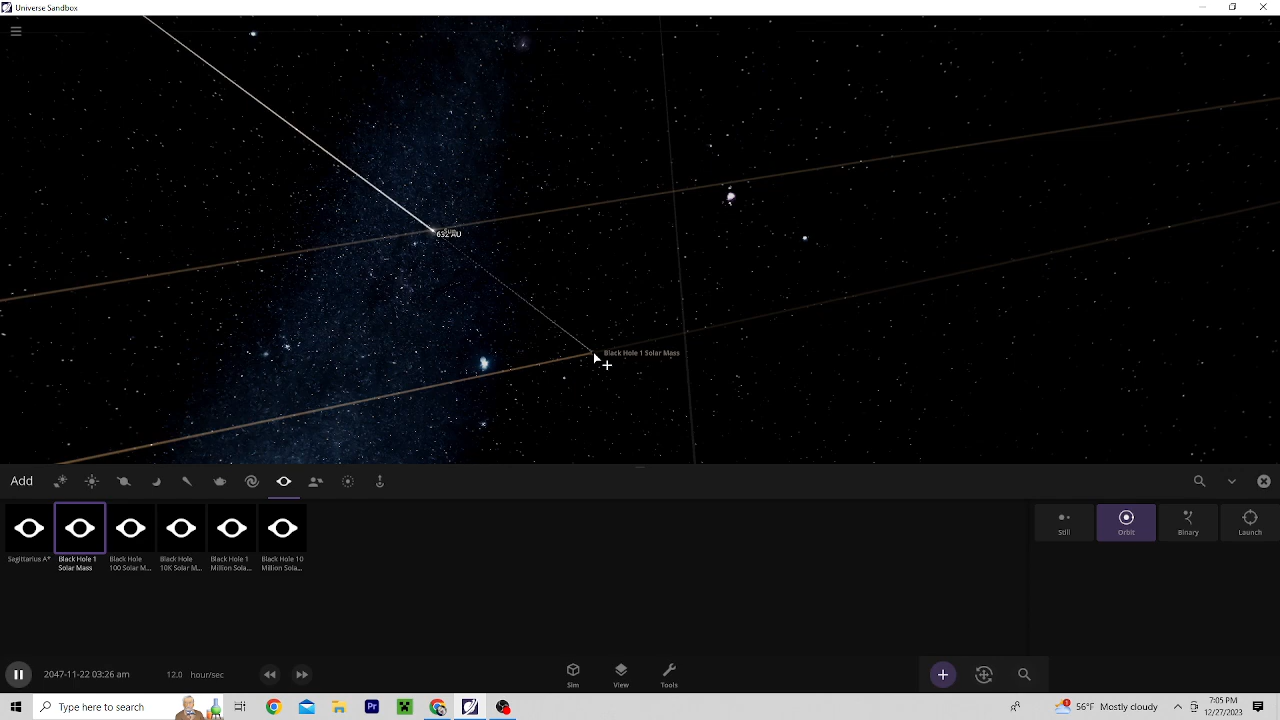 Universe Sandbox
632 AU
Black Hole 1 Solar Mass
Add
Sagittarius A*
Black Hole 1
Solar Mass
Black Hole
100 Solar M...
Black Hole
10K Solar M...
Black Hole 1
Million Sola...
Black Hole 10
Million Sola...
Still
Orbit
Binary
Launch
2047-11-22 03:26 am
12.0 hour/sec
Sim
View
Tools
Type here to search
Pr
1
56°F Mostly cloudy
7:05 PM
12/27/2023